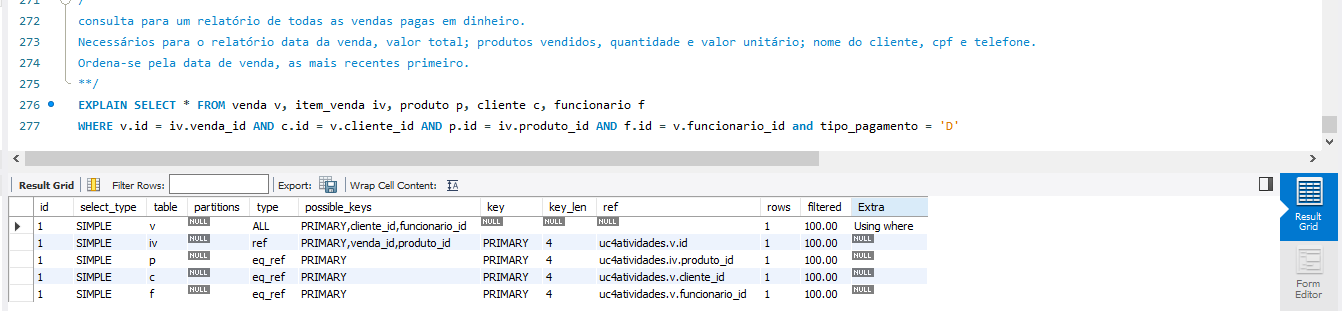 271 /
272 consulta para um relatório de todas as vendas pagas em dinheiro.
273 Necessários para o relatório data da venda, valor total; produtos vendidos, quantidade e valor unitário; nome do cliente, cpf e telefone.
274 Ordena-se pela data de venda, as mais recentes primeiro.
275 **/
276 EXPLAIN SELECT * FROM venda v, item_venda iv, produto p, cliente c, funcionario f
277 WHERE v.id = iv.venda_id AND c.id = v.cliente_id AND p.id = iv.produto_id AND f.id = v.funcionario_id and tipo_pagamento = 'D'
Result Grid Filter Rows: Export: Wrap Cell Content: IA
id select_type table partitions type possible_keys key key_len ref rows filtered Extra
1 SIMPLE v NULL ALL PRIMARY,cliente_id,funcionario_id NULL NULL NULL 1 100.00 Using where
1 SIMPLE iv NULL ref PRIMARY,venda_id,produto_id PRIMARY 4 uc4atividades.v.id 1 100.00 NULL
1 SIMPLE p NULL eq_ref PRIMARY PRIMARY 4 uc4atividades.iv.produto_id 1 100.00 NULL
1 SIMPLE c NULL eq_ref PRIMARY PRIMARY 4 uc4atividades.v.cliente_id 1 100.00 NULL
1 SIMPLE f NULL eq_ref PRIMARY PRIMARY 4 uc4atividades.v.funcionario_id 1 100.00 NULL
Result
Grid
Form
Editor